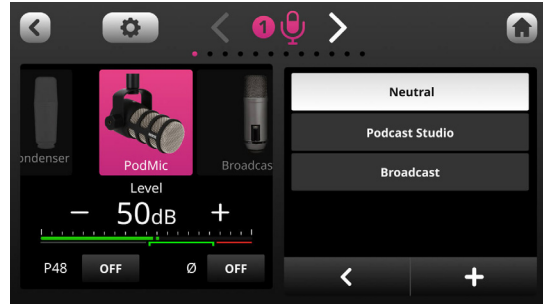 1
ondenser
PodMic
Broadcas
Level
− 50dB +
P48 OFF Ø OFF
Neutral
Podcast Studio
Broadcast